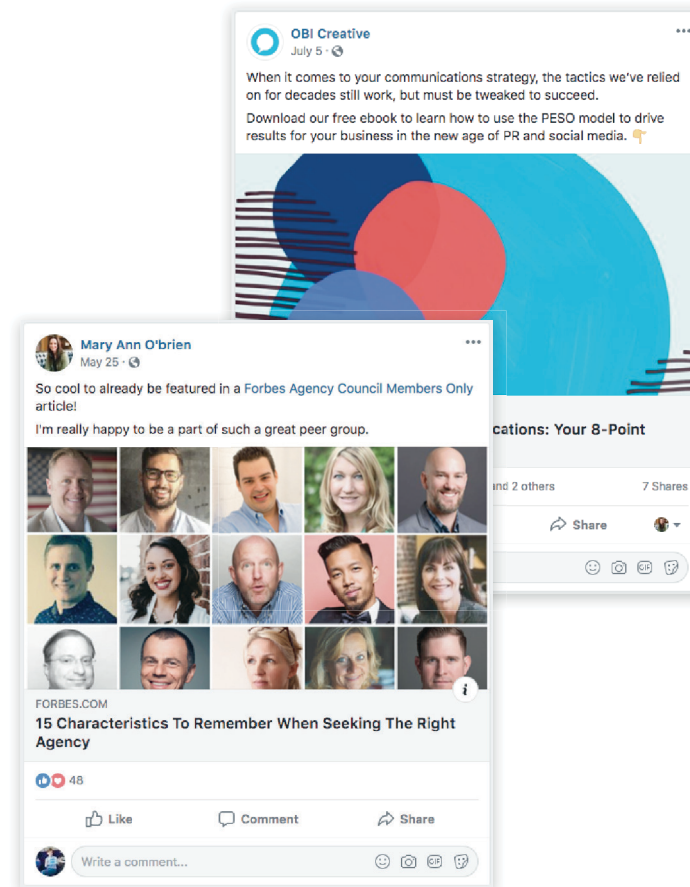 OBI Creative
July 5 ·
When it comes to your communications strategy, the tactics we've relied
on for decades still work, but must be tweaked to succeed.
Download our free ebook to learn how to use the PESO model to drive
results for your business in the new age of PR and social media.
cations: Your 8-Point
and 2 others
7 Shares
Share
Mary Ann O'brien
May 25 ·
So cool to already be featured in a Forbes Agency Council Members Only
article!
I'm really happy to be a part of such a great peer group.
i
FORBES.COM
15 Characteristics To Remember When Seeking The Right
Agency
48
Like
Comment
Share
Write a comment...
GIF
GIF